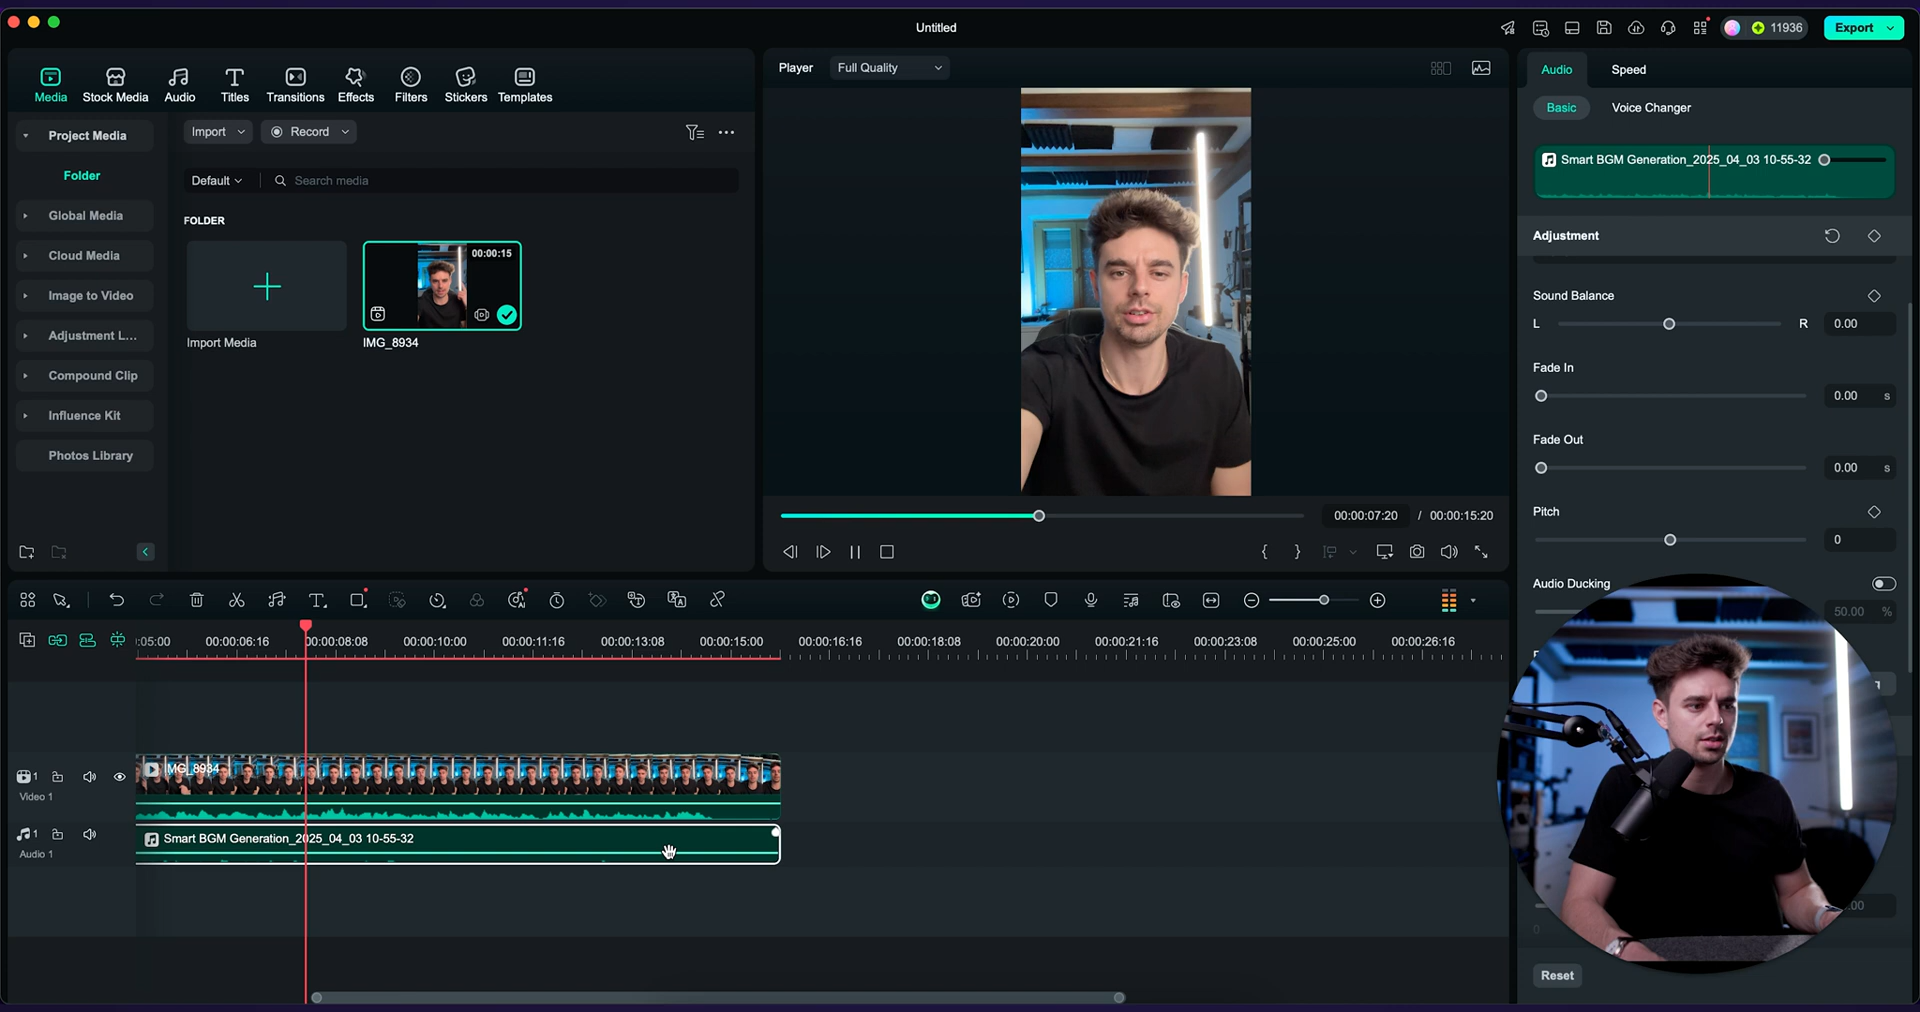 Untitled
11936
Export
Media
Stock Media
Audio
Titles
Transitions
Effects
Filters
Stickers
Templates
Project Media
Folder
Global Media
Cloud Media
Image to Video
Adjustment L...
Compound Clip
Influence Kit
Photos Library
Import
Record
Default
Search media
FOLDER
00:00:15
Import Media
IMG_8934
Player
Full Quality
00:00:07:20 / 00:00:15:20
Audio
Speed
Basic
Voice Changer
Smart BGM Generation_2025_04_03 10-55-32
Adjustment
Sound Balance
L
R
0.00
Fade In
0.00 s
Fade Out
0.00 s
Pitch
0
Audio Ducking
50.00 %
.00
0
Reset
:05:00
00:00:06:16
00:00:08:08
00:00:10:00
00:00:11:16
00:00:13:08
00:00:15:00
00:00:16:16
00:00:18:08
00:00:20:00
00:00:21:16
00:00:23:08
00:00:25:00
00:00:26:16
1
Video 1
IMG_8934
1
Audio 1
Smart BGM Generation_2025_04_03 10-55-32